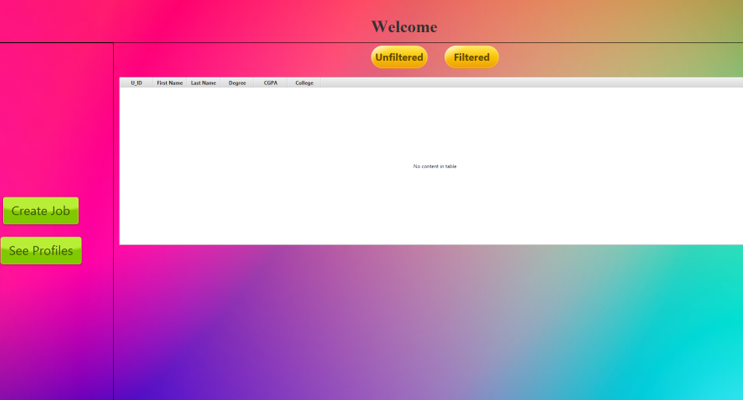 Welcome
Unfiltered Filtered
U_ID First Name Last Name Degree CGPA College
No content in table
Create Job
See Profiles